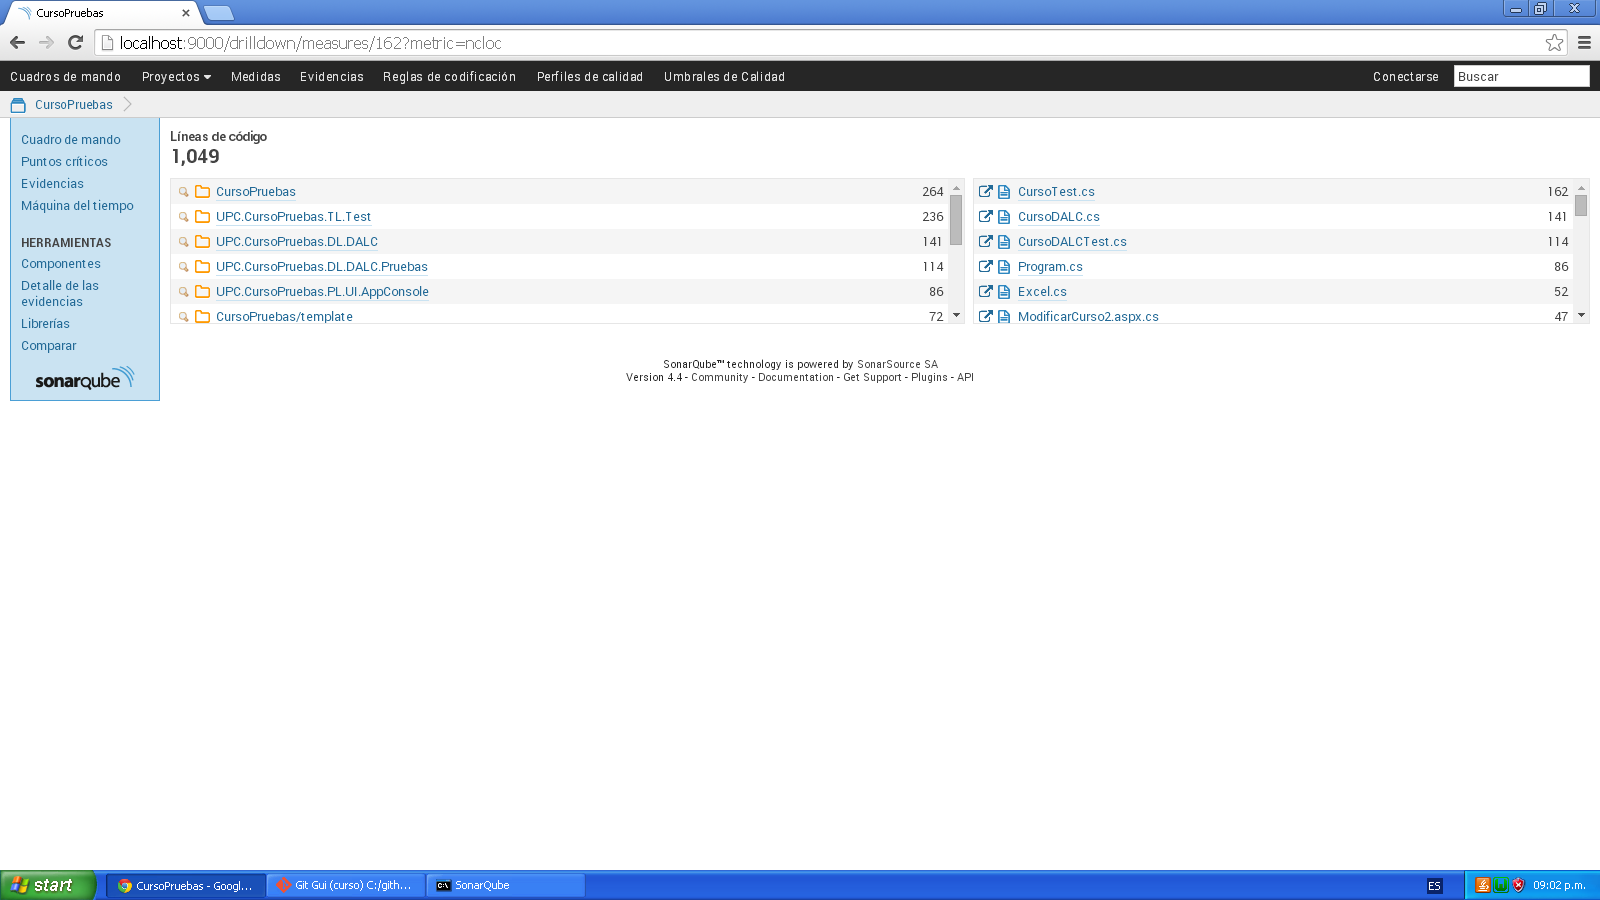 CursoPruebas
localhost:9000/drilldown/measures/162?metric=ncloc
Cuadros de mando Proyectos Medidas Evidencias Reglas de codificación Perfiles de calidad Umbrales de Calidad Conectarse Buscar
CursoPruebas
Cuadro de mando
Puntos críticos
Evidencias
Máquina del tiempo
HERRAMIENTAS
Componentes
Detalle de las
evidencias
Librerías
Comparar
sonarqube
Líneas de código
1,049
CursoPruebas 264
UPC.CursoPruebas.TL.Test 236
UPC.CursoPruebas.DL.DALC 141
UPC.CursoPruebas.DL.DALC.Pruebas 114
UPC.CursoPruebas.PL.UI.AppConsole 86
CursoPruebas/template 72
CursoTest.cs 162
CursoDALC.cs 141
CursoDALCTest.cs 114
Program.cs 86
Excel.cs 52
ModificarCurso2.aspx.cs 47
SonarQube™ technology is powered by SonarSource SA
Version 4.4 - Community - Documentation - Get Support - Plugins - API
start CursoPruebas - Googl... Git Gui (curso) C:/gith... SonarQube ES 09:02 p.m.